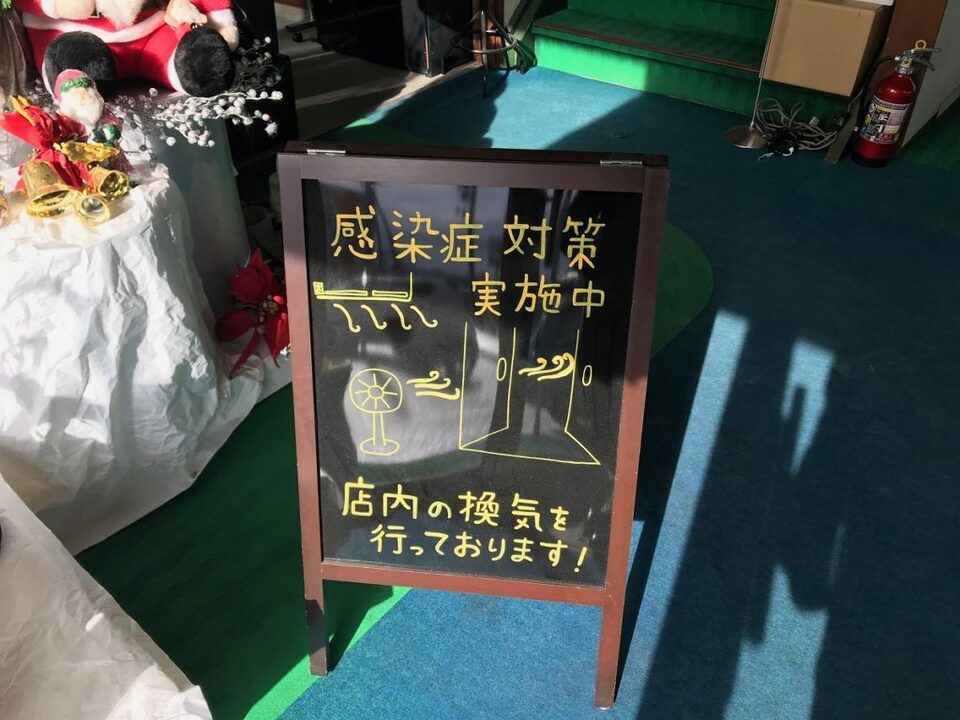 感染症対策
実施中
店内の換気を
行っております!